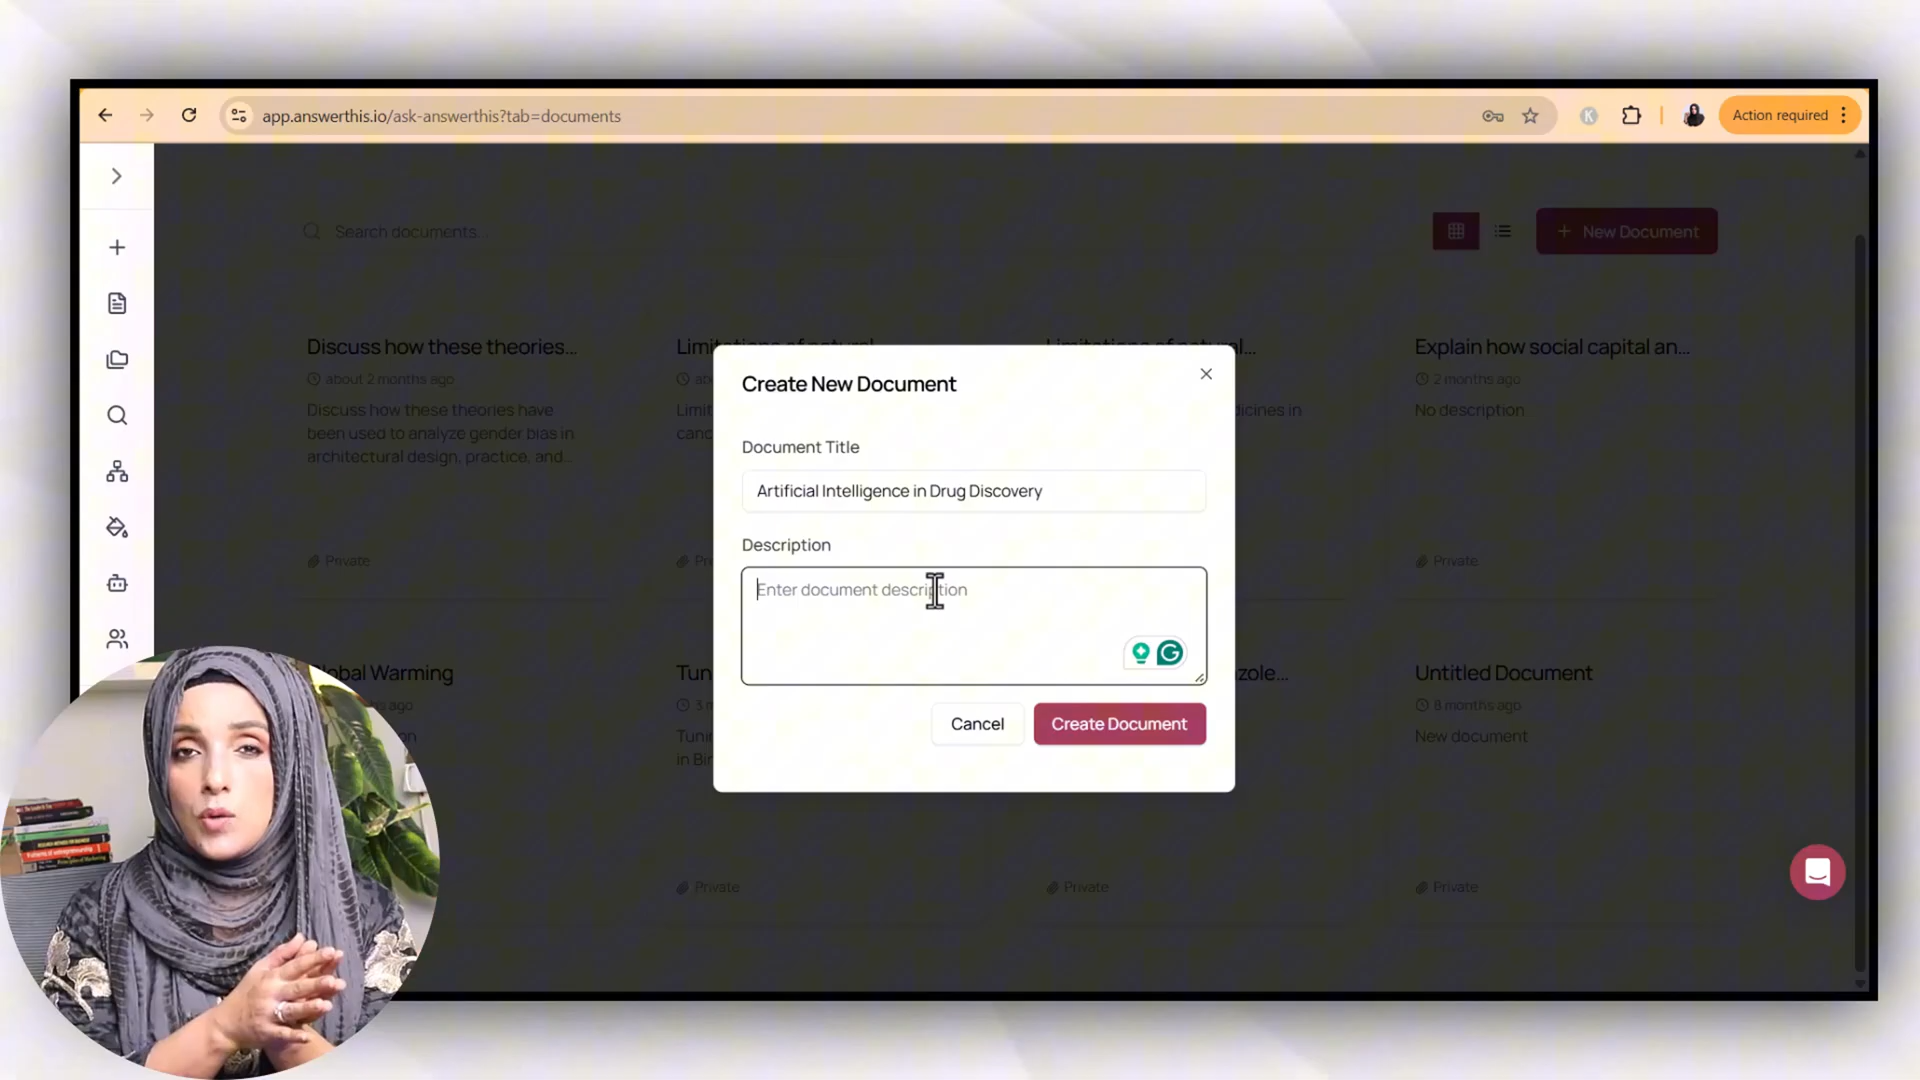 app.answerthis.io/ask-answerthis?tab=documents
K
Action required
Search documents...
New Document
Discuss how these theories...
about 2 months ago
Discuss how these theories have
been used to analyze gender bias in
architectural design, practice, and...
Private
Explain how social capital an...
2 months ago
No description
Private
Create New Document
Document Title
Artificial Intelligence in Drug Discovery
Description
Enter document description
Cancel
Create Document
Warming
ago
Private
Private
Untitled Document
8 months ago
New document
Private